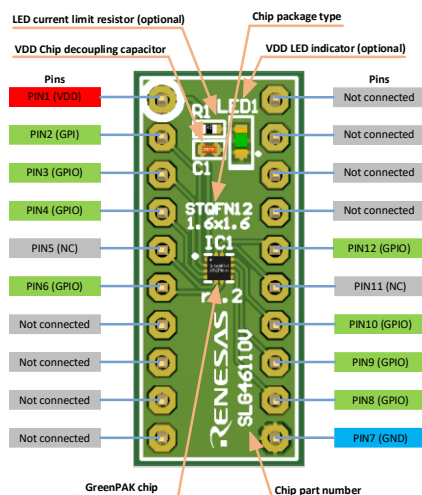 LED current limit resistor (optional)
Chip package type
VDD Chip decoupling capacitor
VDD LED indicator (optional)
Pins
Pins
PIN1 (VDD)
Not connected
PIN2 (GPI)
Not connected
PIN3 (GPIO)
Not connected
PIN4 (GPIO)
Not connected
PIN5 (NC)
PIN12 (GPIO)
PIN6 (GPIO)
PIN11 (NC)
Not connected
PIN10 (GPIO)
Not connected
PIN9 (GPIO)
Not connected
PIN8 (GPIO)
Not connected
PIN7 (GND)
R1
LED1
C1
STQFN12
1.6x1.6
IC1
RENESAS
SLG46110V
GreenPAK chip
Chip part number